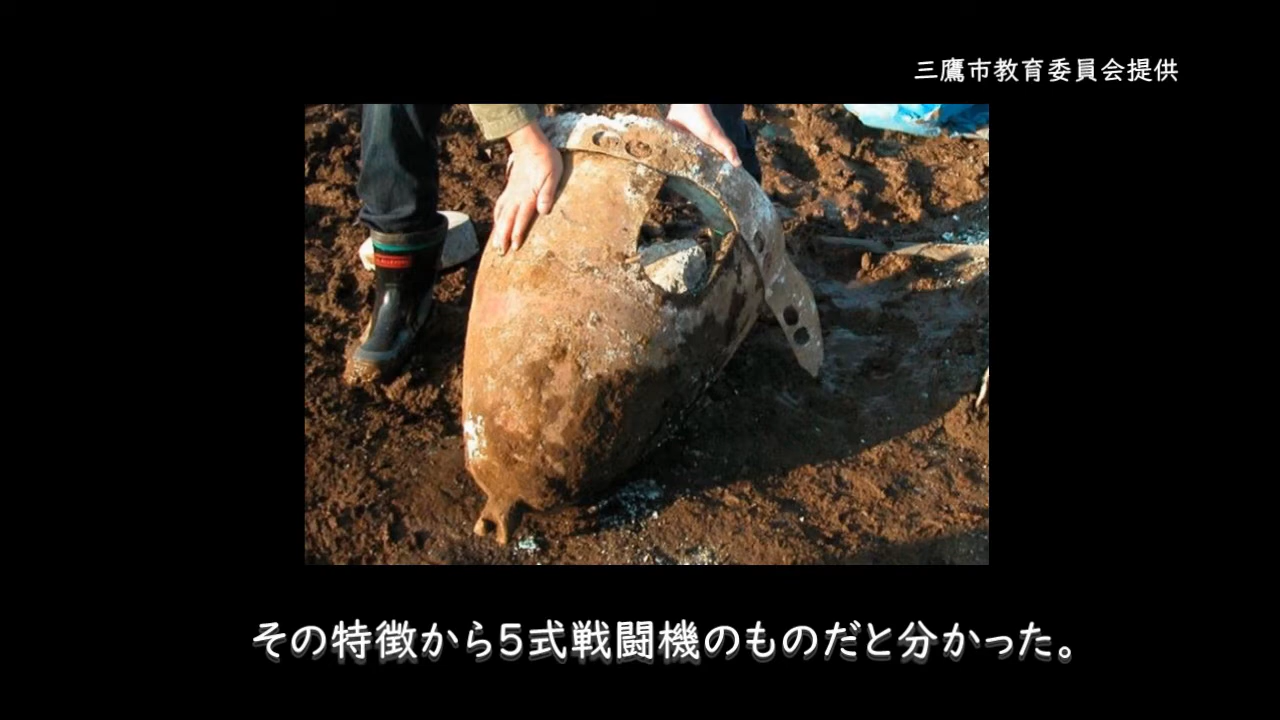 三鷹市教育委員会提供
その特徴から5式戦闘機のものだと分かった。